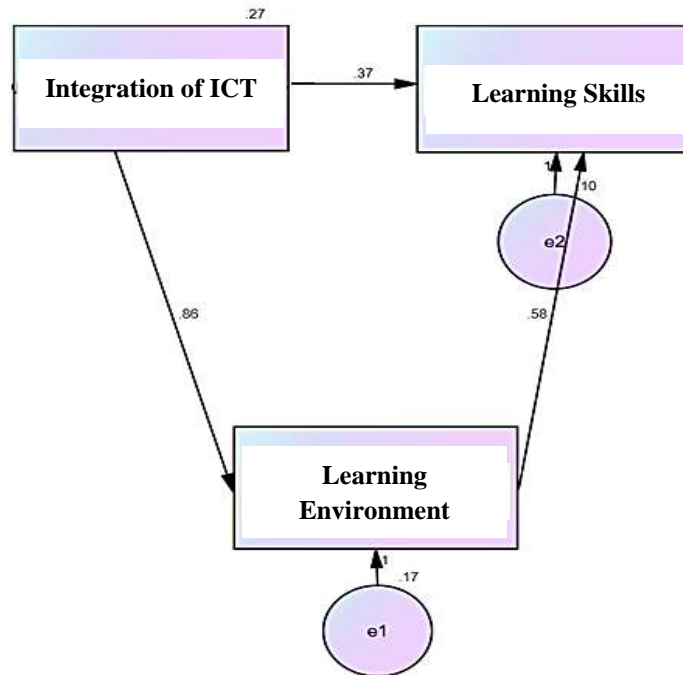 .27
Integration of ICT
.37
Learning Skills
1
.10
e2
.86
.58
Learning
Environment
1
.17
e1